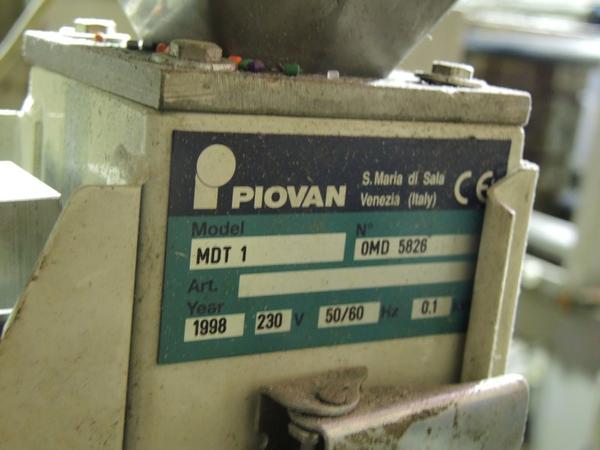 PIOVAN
S. Maria di Sala
Venezia (Italy)
CE
Model
N°
MDT 1
0MD 5826
Art.
Year
1998 230 V 50/60 Hz 0.1